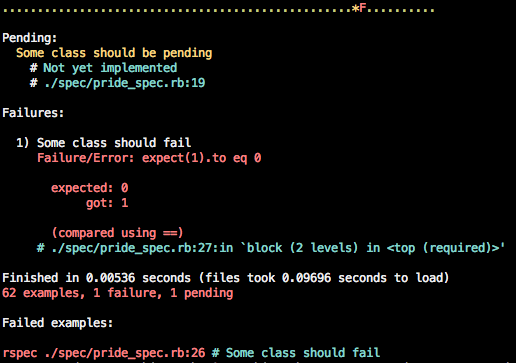 ..................................................*F..........
Pending:
Some class should be pending
# Not yet implemented
# ./spec/pride_spec.rb:19
Failures:
1) Some class should fail
Failure/Error: expect(1).to eq 0
expected: 0
got: 1
(compared using ==)
# ./spec/pride_spec.rb:27:in `block (2 levels) in <top (required)>'
Finished in 0.00536 seconds (files took 0.09696 seconds to load)
62 examples, 1 failure, 1 pending
Failed examples:
rspec ./spec/pride_spec.rb:26 # Some class should fail